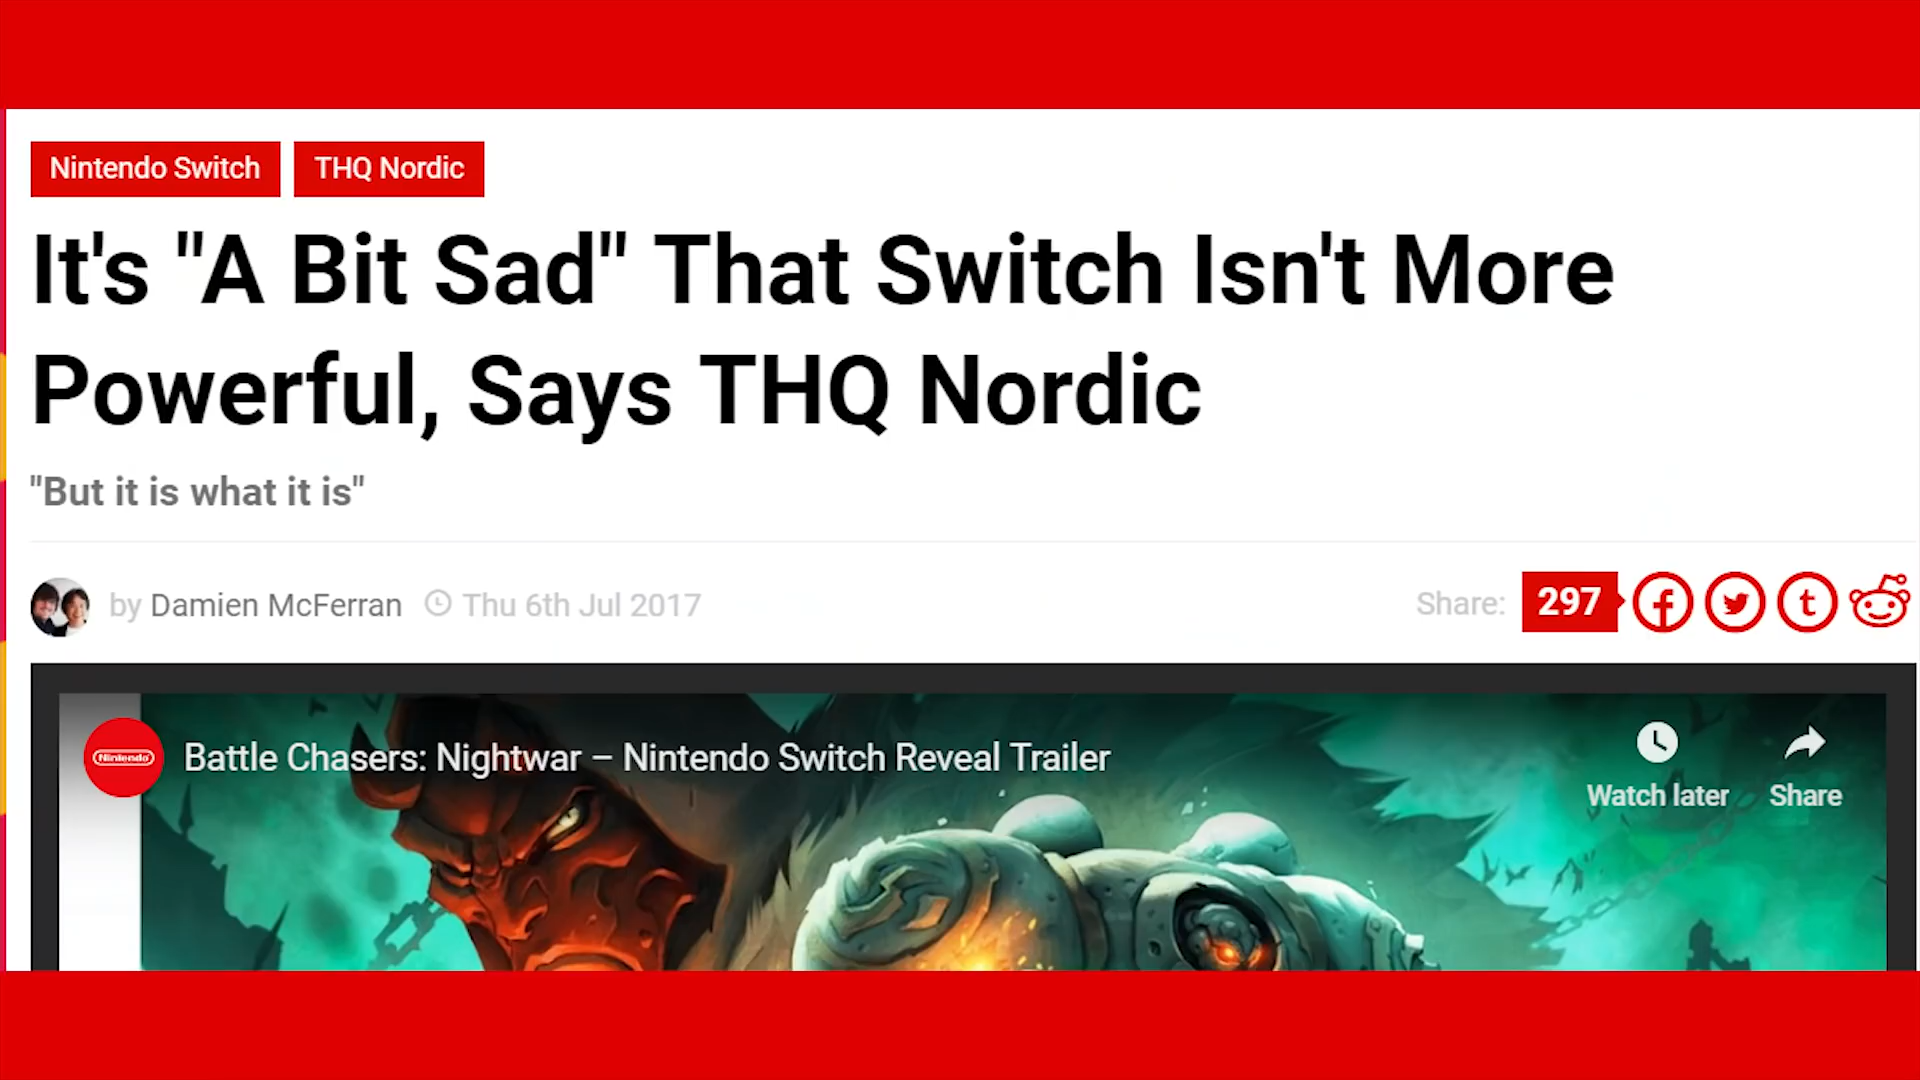 Nintendo Switch THQ Nordic
It's "A Bit Sad" That Switch Isn't More
Powerful, Says THQ Nordic
"But it is what it is"
by Damien McFerran Thu 6th Jul 2017 Share: 297
Nintendo Battle Chasers: Nightwar – Nintendo Switch Reveal Trailer
Watch later Share